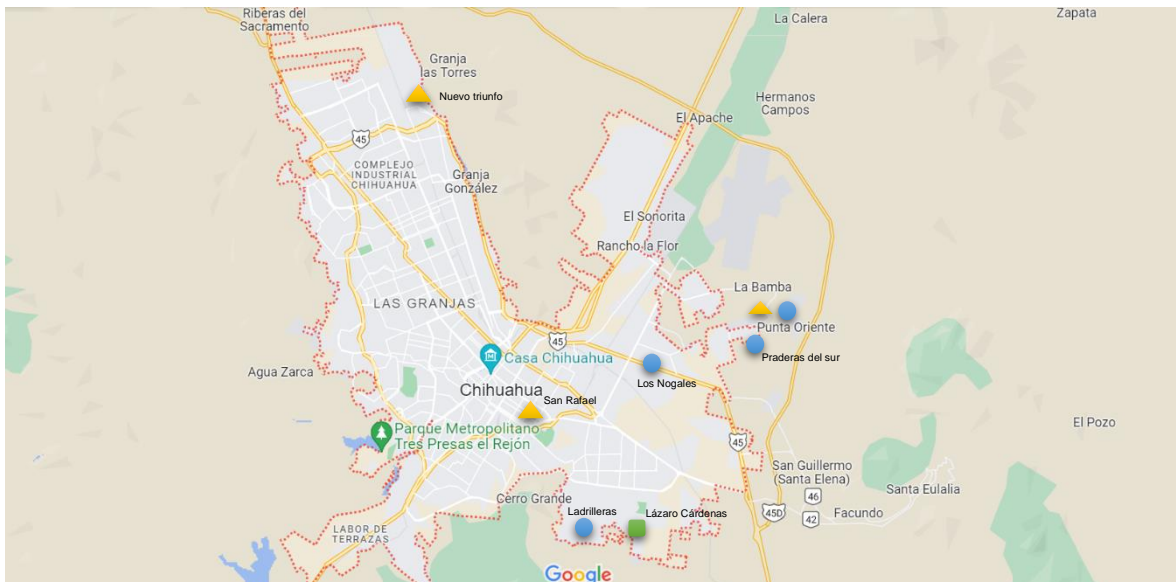 Riberas del
Sacramento
La Calera
Zapata
Granja
las Torres
Nuevo triunfo
Hermanos
Campos
El Apache
45
COMPLEJO
INDUSTRIAL
CHIHUAHUA
Granja
González
El Sonorita
Rancho la Flor
La Bamba
LAS GRANJAS
Punta Oriente
45
Casa Chihuahua
Praderas del sur
Agua Zarca
Los Nogales
Chihuahua
San Rafael
Parque Metropolitano
Tres Presas el Rejón
El Pozo
45
San Guillermo
(Santa Elena)
Santa Eulalia
Cerro Grande
46
Ladrilleras
Lázaro Cárdenas
45D
42
Facundo
LABOR DE
TERRAZAS
Google